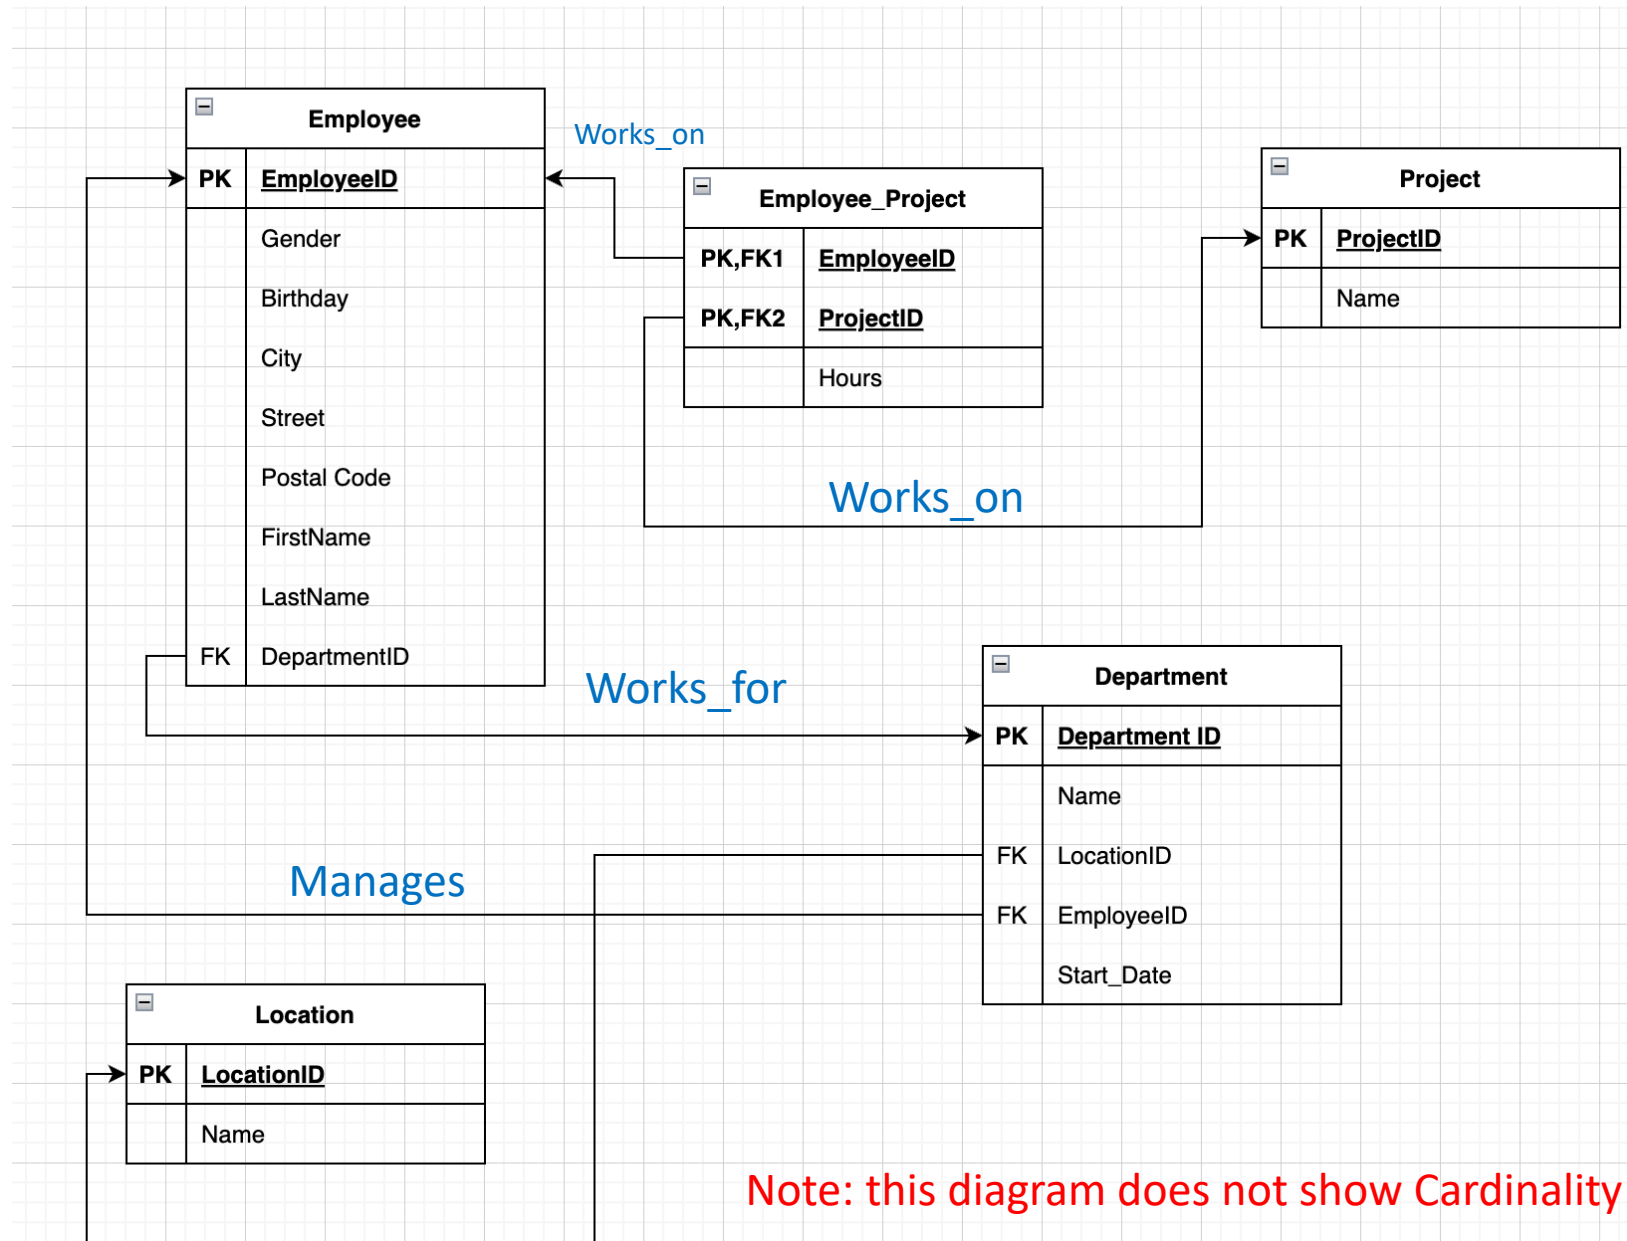 Employee
PK EmployeeID
Gender
Birthday
City
Street
Postal Code
FirstName
LastName
FK DepartmentID
Works_on
Employee_Project
PK,FK1 EmployeeID
PK,FK2 ProjectID
Hours
Project
PK ProjectID
Name
Works_on
Works_for
Department
PK Department ID
Name
FK LocationID
FK EmployeeID
Start_Date
Manages
Location
PK LocationID
Name
Note: this diagram does not show Cardinality